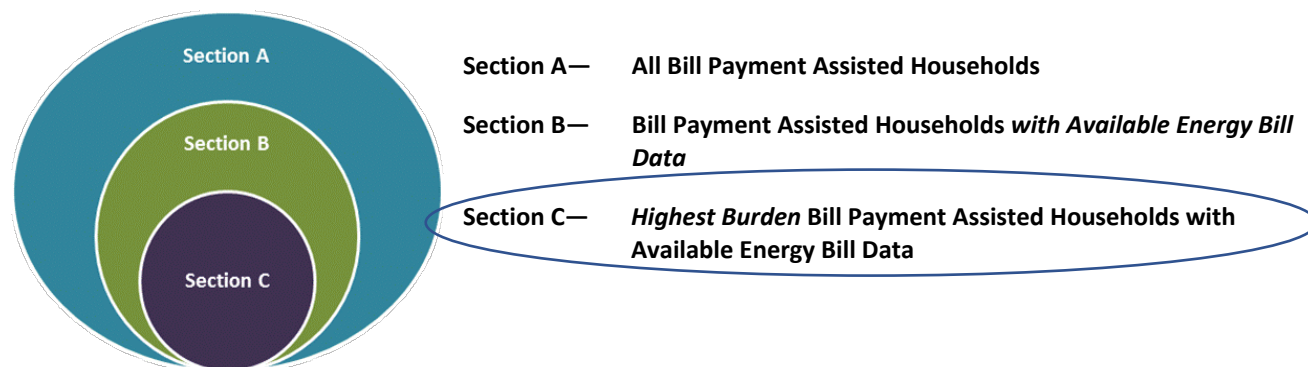 Section A
Section B
Section C
Section A— All Bill Payment Assisted Households
Section B— Bill Payment Assisted Households with Available Energy Bill
Data
Section C— Highest Burden Bill Payment Assisted Households with
Available Energy Bill Data